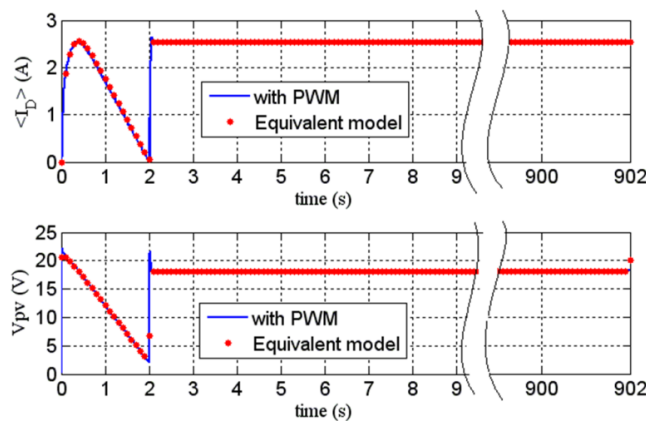 3
2
1
0
<I_D> (A)
with PWM
Equivalent model
0 1 2 3 4 5 6 7 8 9 900 902
time (s)
25
20
15
10
5
0
Vpv (V)
with PWM
Equivalent model
0 1 2 3 4 5 6 7 8 9 900 902
time (s)